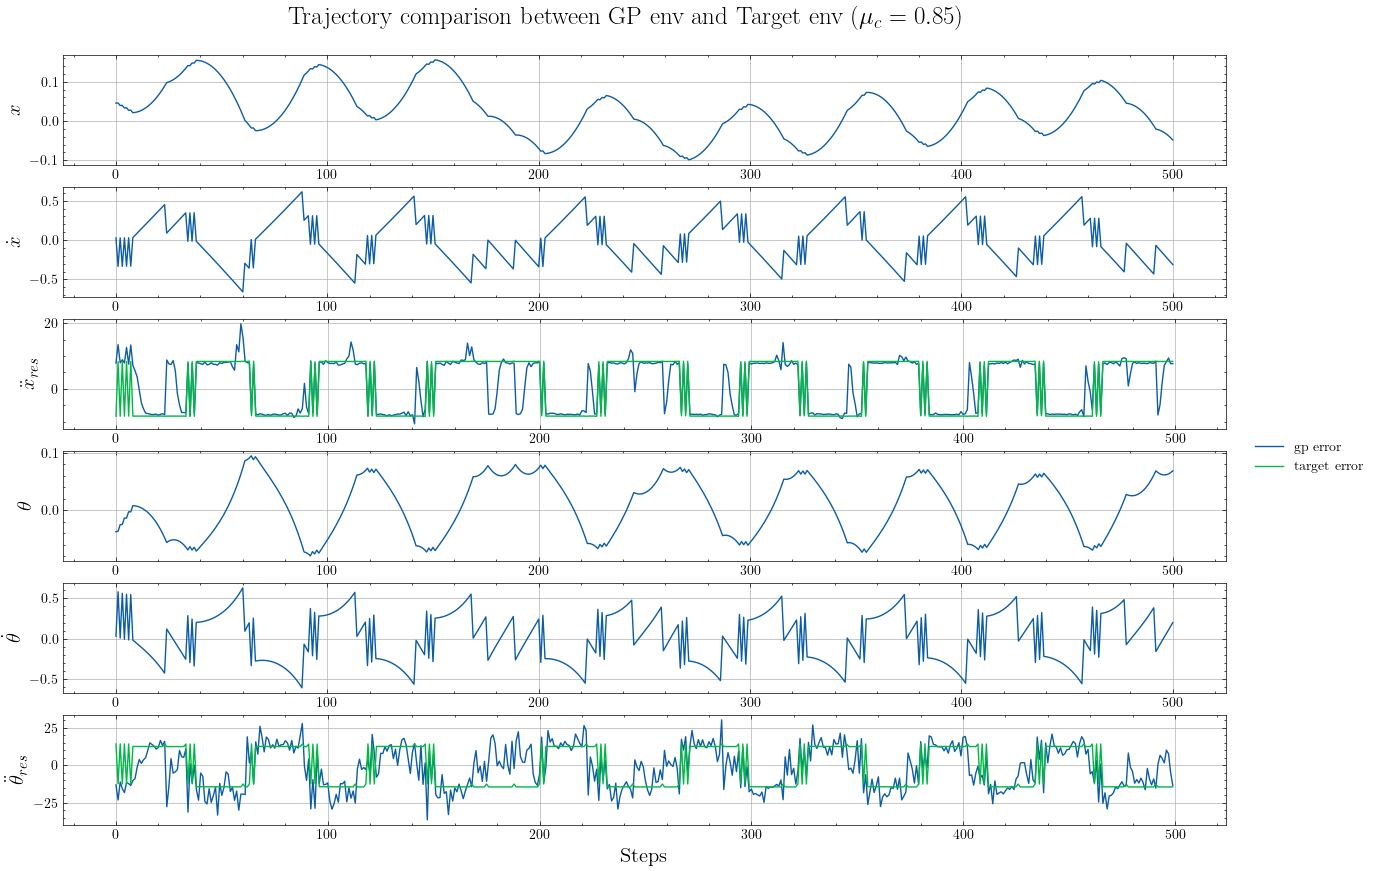 Trajectory comparison between GP env and Target env (μ_c = 0.85)
x
0.1
0.0
−0.1
0 100 200 300 400 500
ẋ
0.5
0.0
−0.5
0 100 200 300 400 500
ẍ_res
20
0
0 100 200 300 400 500
θ
0.1
0.0
0 100 200 300 400 500
θ̇
0.5
0.0
−0.5
0 100 200 300 400 500
θ̈_res
25
0
−25
0 100 200 300 400 500
Steps
gp error
target error